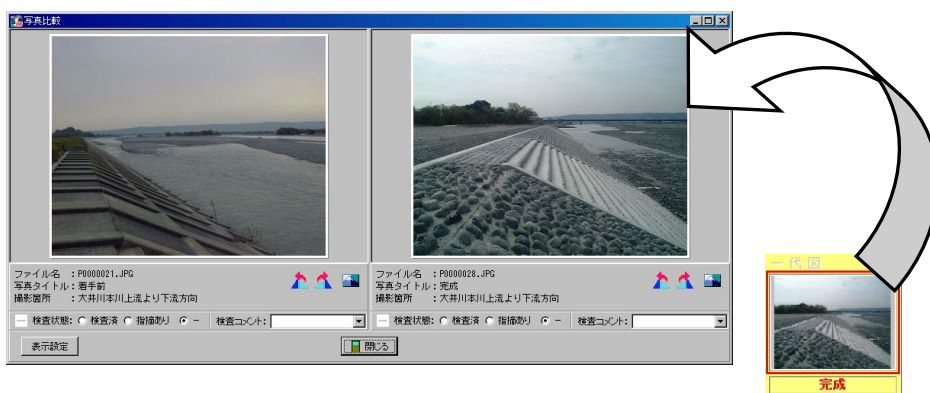 写真比較
ファイル名 :P0000021.JPG
写真タイトル:着手前
撮影箇所 :大井川本川上流より下流方向
検査状態: 検査済 指摘あり - 検査コメント:
ファイル名 :P0000028.JPG
写真タイトル:完成
撮影箇所 :大井川本川上流より下流方向
検査状態: 検査済 指摘あり - 検査コメント:
表示設定
閉じる
一代図
完成